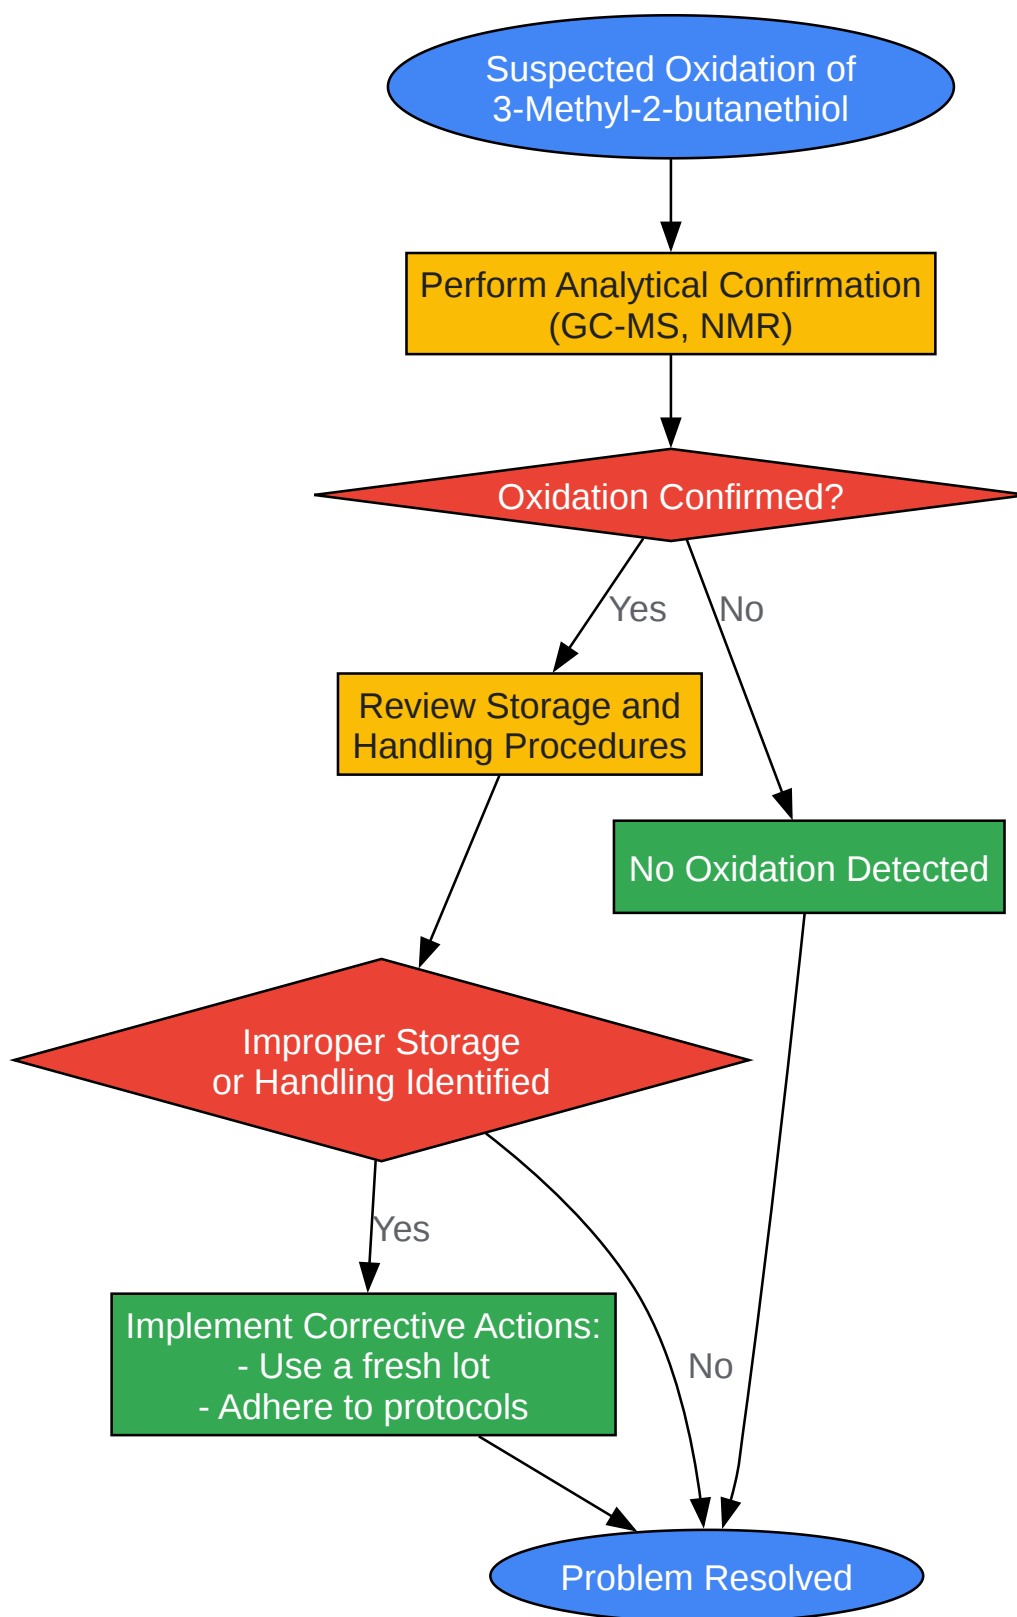 Suspected Oxidation of
3-Methyl-2-butanethiol
Perform Analytical Confirmation
(GC-MS, NMR)
Oxidation Confirmed?
Yes
No
Review Storage and
Handling Procedures
No Oxidation Detected
Improper Storage
or Handling Identified
Yes
Implement Corrective Actions:
- Use a fresh lot
- Adhere to protocols
No
Problem Resolved